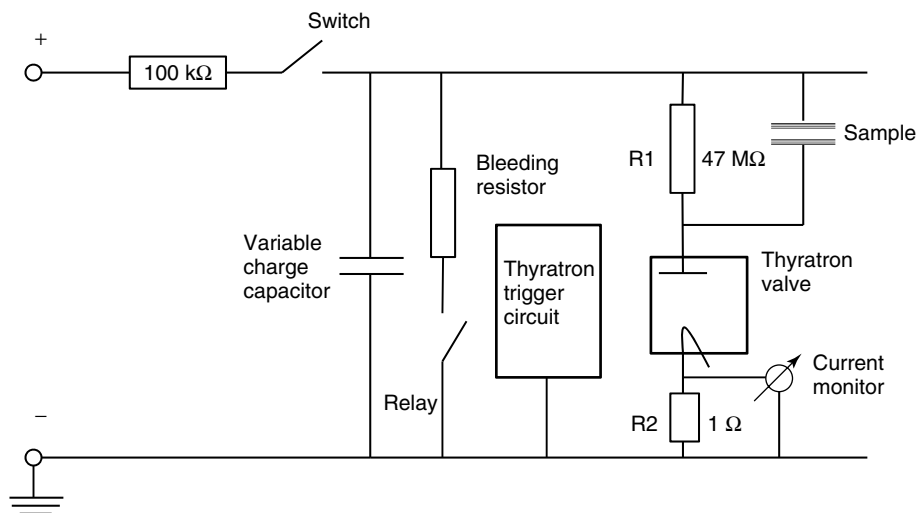 Switch
+
100 kΩ
Sample
R1
47 MΩ
Bleeding
resistor
Variable
charge
capacitor
Thyratron
trigger
circuit
Thyratron
valve
Current
monitor
Relay
−
R2
1 Ω